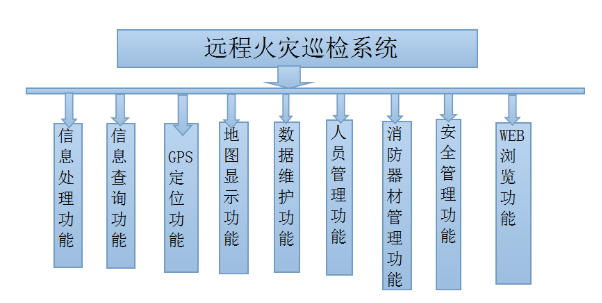 远程火灾巡检系统
信息处理功能
信息查询功能
GPS定位功能
地图显示功能
数据维护功能
人员管理功能
消防器材管理功能
安全管理功能
WEB浏览功能